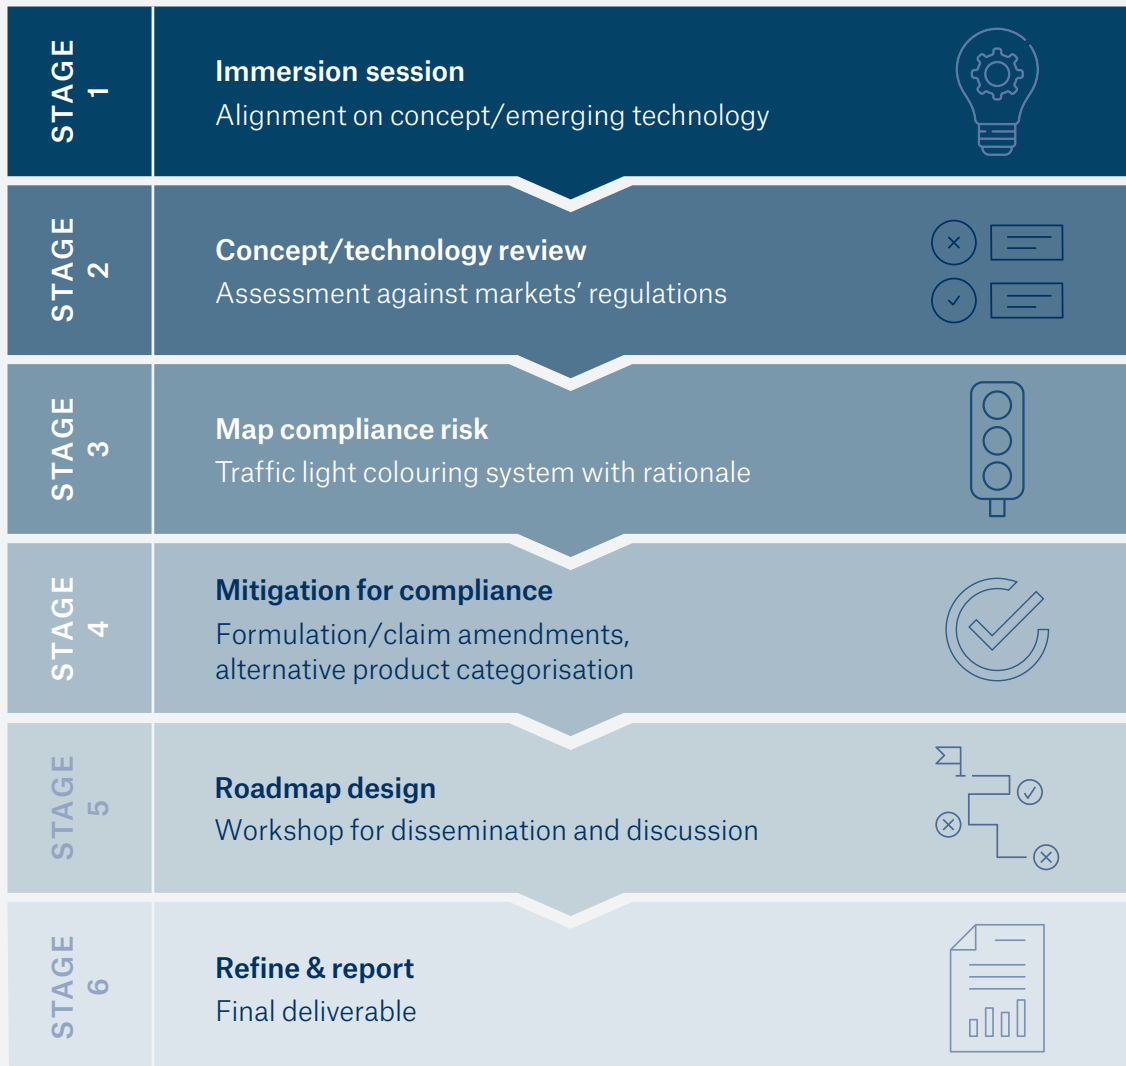 STAGE
1
Immersion session
Alignment on concept/emerging technology
STAGE
2
Concept/technology review
Assessment against markets’ regulations
STAGE
3
Map compliance risk
Traffic light colouring system with rationale
STAGE
4
Mitigation for compliance
Formulation/claim amendments,
alternative product categorisation
STAGE
5
Roadmap design
Workshop for dissemination and discussion
STAGE
6
Refine & report
Final deliverable